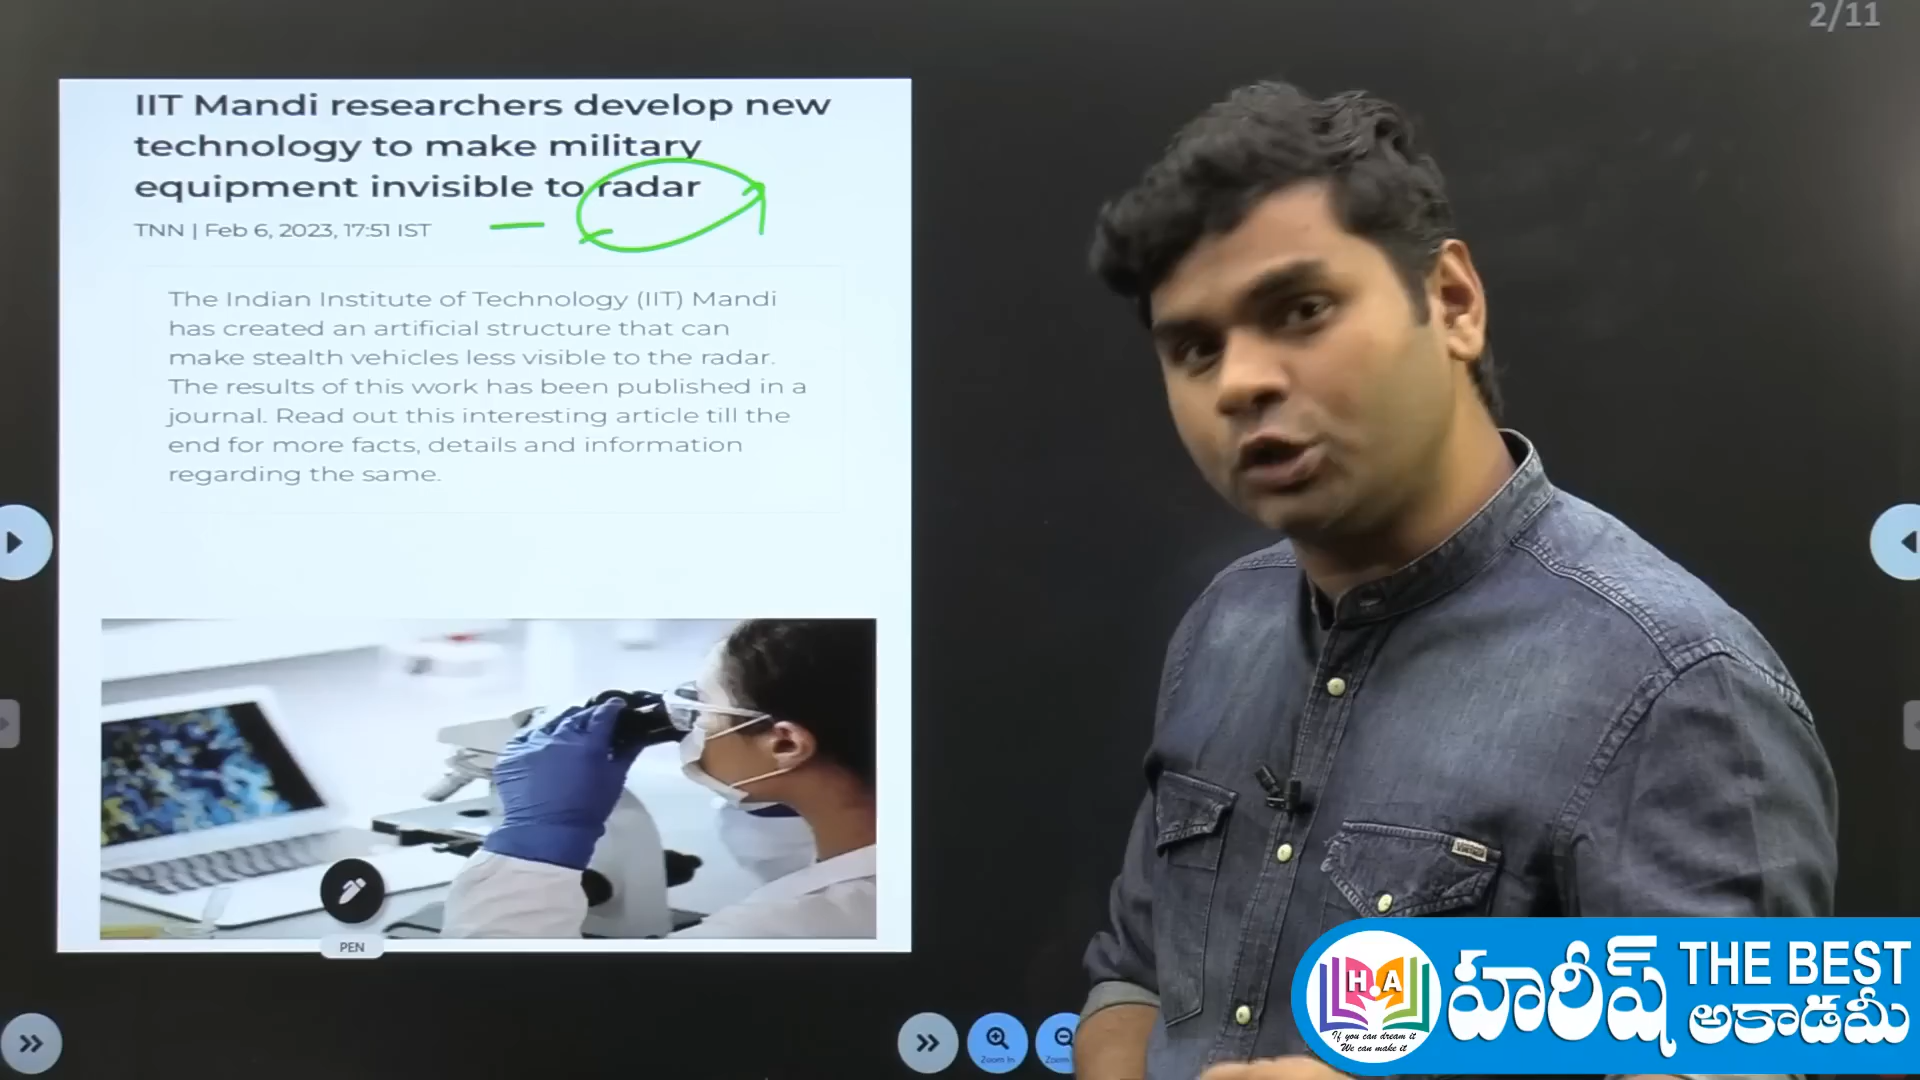 2/11
IIT Mandi researchers develop new
technology to make military
equipment invisible to radar
TNN | Feb 6, 2023, 17:51 IST
The Indian Institute of Technology (IIT) Mandi
has created an artificial structure that can
make stealth vehicles less visible to the radar.
The results of this work has been published in a
journal. Read out this interesting article till the
end for more facts, details and information
regarding the same.
PEN
Zoom In
Zoom
H.A
If you can dream it
We can make it
హరీష్
THE BEST
అకాడమీ